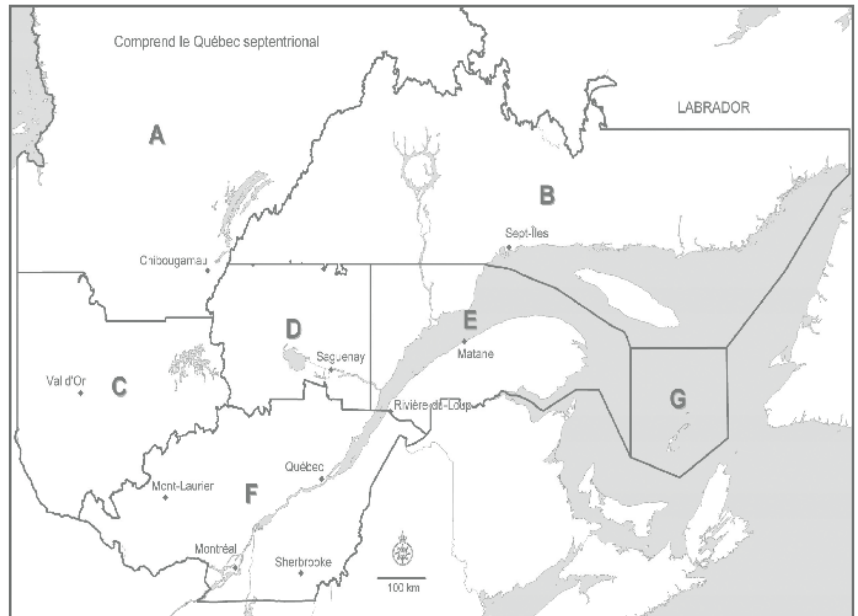 Comprend le Québec septentrional
LABRADOR
A
B
Sept-Îles
Chibougamau
D
E
Matane
Saguenay
Val d'Or
C
G
Rivière-du-Loup
Québec
Mont-Laurier
F
Montréal
Sherbrooke
100 km